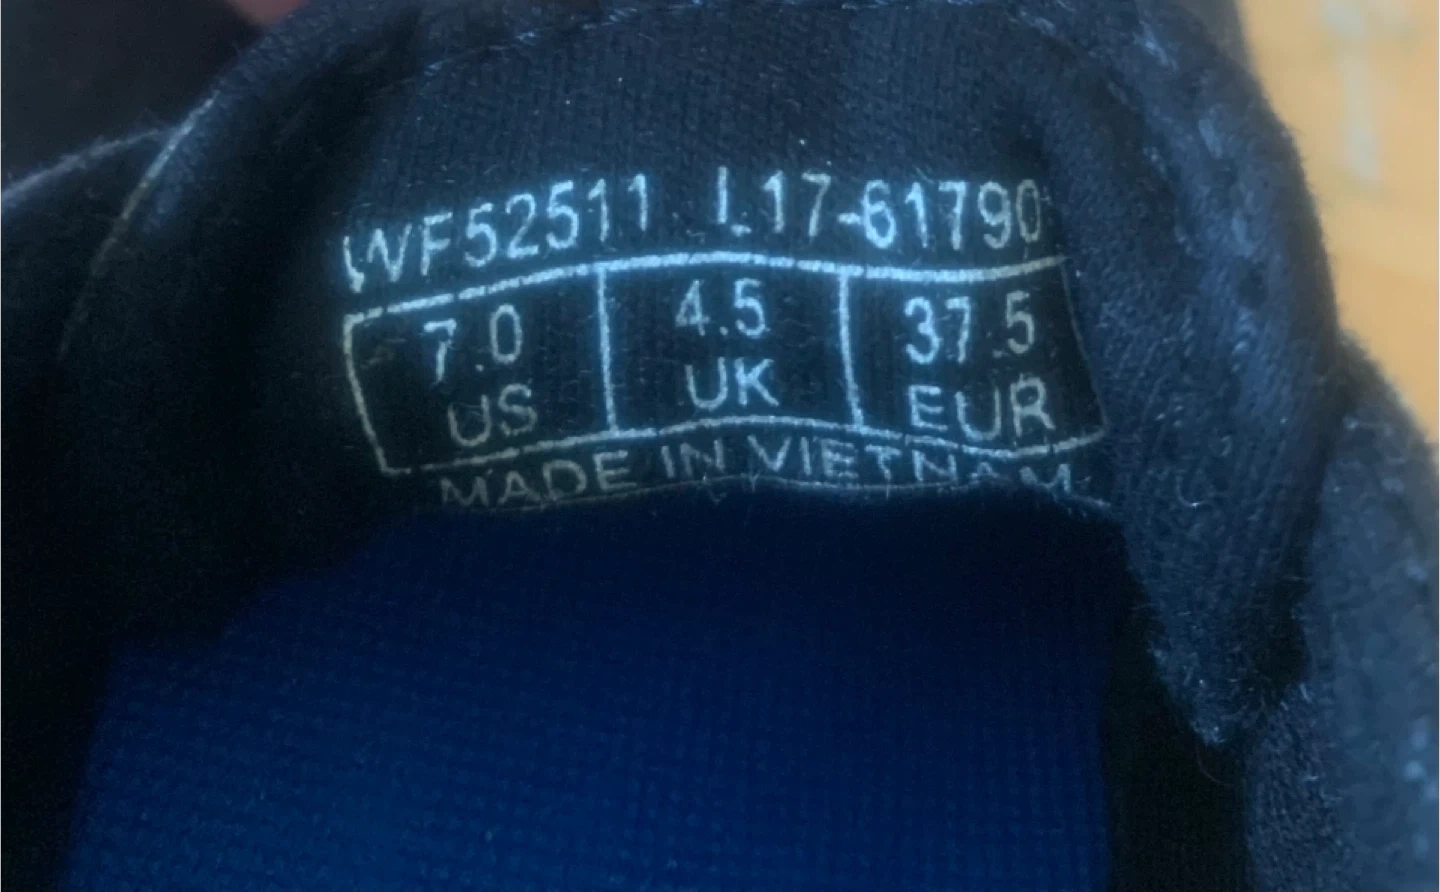 WF52511 L17-61790
7.0 4.5 37.5
US UK EUR
MADE IN VIETNAM